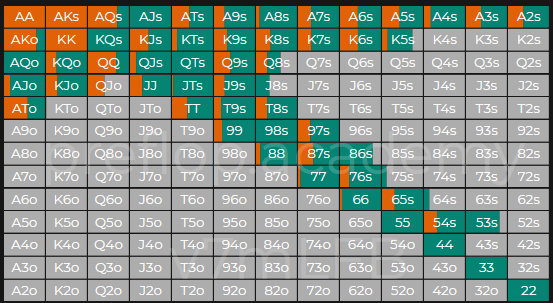 AA AKs AQs AJs ATs A9s A8s A7s A6s A5s A4s A3s A2s
AKo KK KQs KJs KTs K9s K8s K7s K6s K5s K4s K3s K2s
AQo KQo QQ QJs QTs Q9s Q8s Q7s Q6s Q5s Q4s Q3s Q2s
AJo KJo QJo JJ JTs J9s J8s J7s J6s J5s J4s J3s J2s
ATo KTo QTo JTo TT T9s T8s T7s T6s T5s T4s T3s T2s
A9o K9o Q9o J9o T9o 99 98s 97s 96s 95s 94s 93s 92s
A8o K8o Q8o J8o T8o 98o 88 87s 86s 85s 84s 83s 82s
preflop.academy
A7o K7o Q7o J7o T7o 97o 87o 77 76s 75s 74s 73s 72s
A6o K6o Q6o J6o T6o 96o 86o 76o 66 65s 64s 63s 62s
A5o K5o Q5o J5o T5o 95o 85o 75o 65o 55 54s 53s 52s
A4o K4o Q4o J4o T4o 94o 84o 74o 64o 54o 44 43s 42s
A3o K3o Q3o J3o T3o 93o 83o 73o 63o 53o 43o 33 32s
A2o K2o Q2o J2o T2o 92o 82o 72o 62o 52o 42o 32o 22